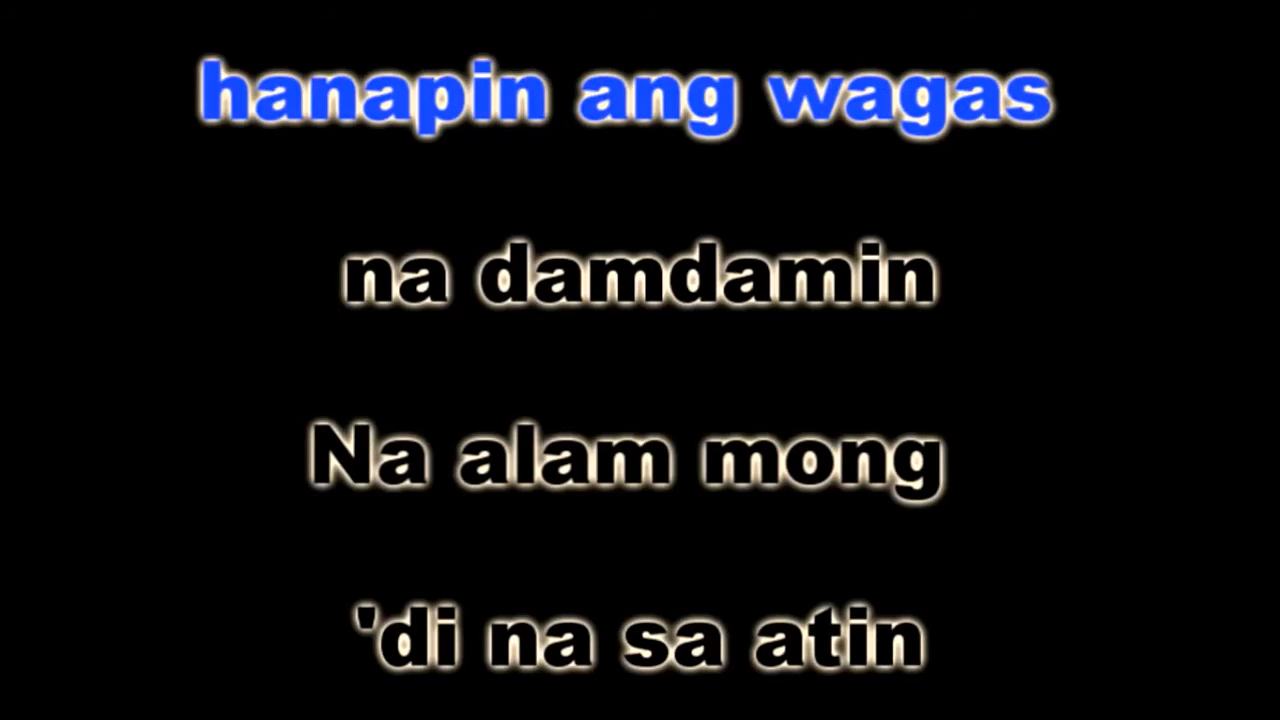 hanapin ang wagas
na damdamin
Na alam mong
'di na sa atin